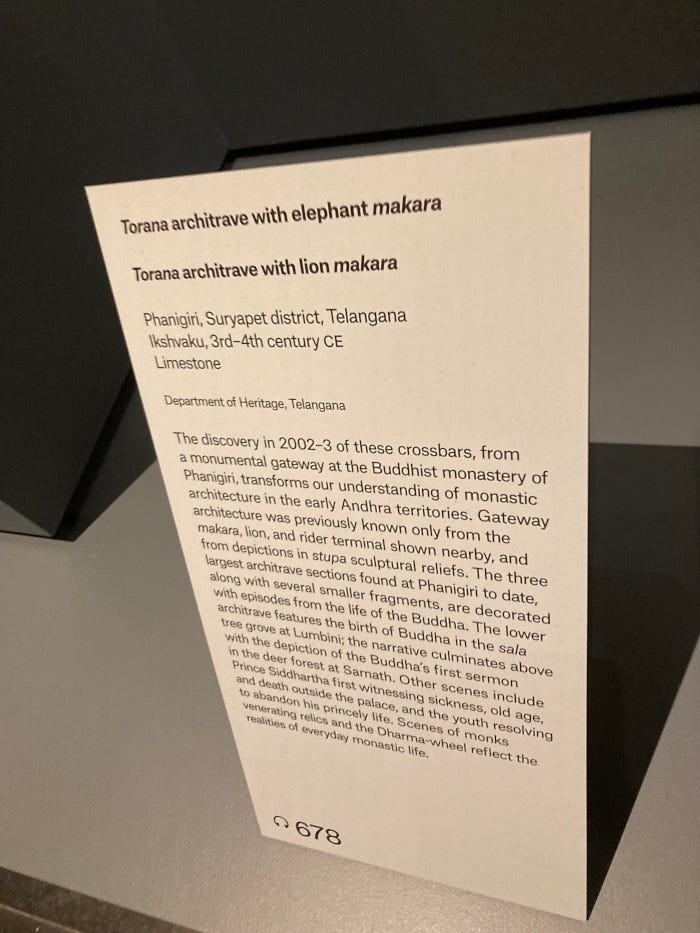 Torana architrave with elephant makara
Torana architrave with lion makara
Phanigiri, Suryapet district, Telangana
Ikshvaku, 3rd–4th century CE
Limestone
Department of Heritage, Telangana
The discovery in 2002–3 of these crossbars, from
a monumental gateway at the Buddhist monastery of
Phanigiri, transforms our understanding of monastic
architecture in the early Andhra territories. Gateway
architecture was previously known only from the
makara, lion, and rider terminal shown nearby, and
from depictions in stupa sculptural reliefs. The three
largest architrave sections found at Phanigiri to date,
along with several smaller fragments, are decorated
with episodes from the life of the Buddha. The lower
architrave features the birth of Buddha in the sala
tree grove at Lumbini; the narrative culminates above
with the depiction of the Buddha's first sermon
in the deer forest at Sarnath. Other scenes include
Prince Siddhartha first witnessing sickness, old age,
and death outside the palace, and the youth resolving
to abandon his princely life. Scenes of monks
venerating relics and the Dharma-wheel reflect the
realities of everyday monastic life.
678